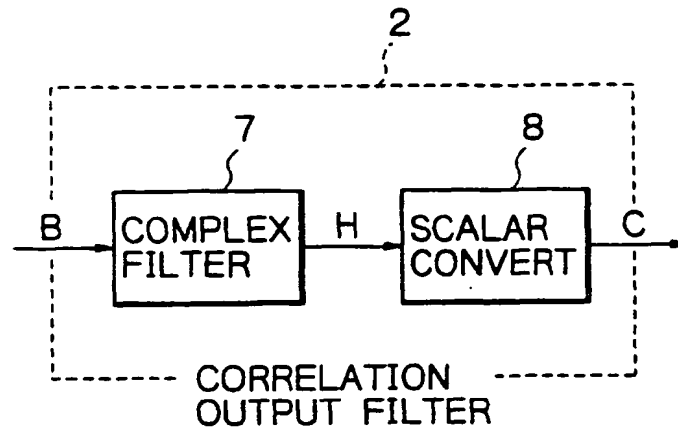 2
7
8
B
COMPLEX
FILTER
H
SCALAR
CONVERT
C
CORRELATION
OUTPUT FILTER